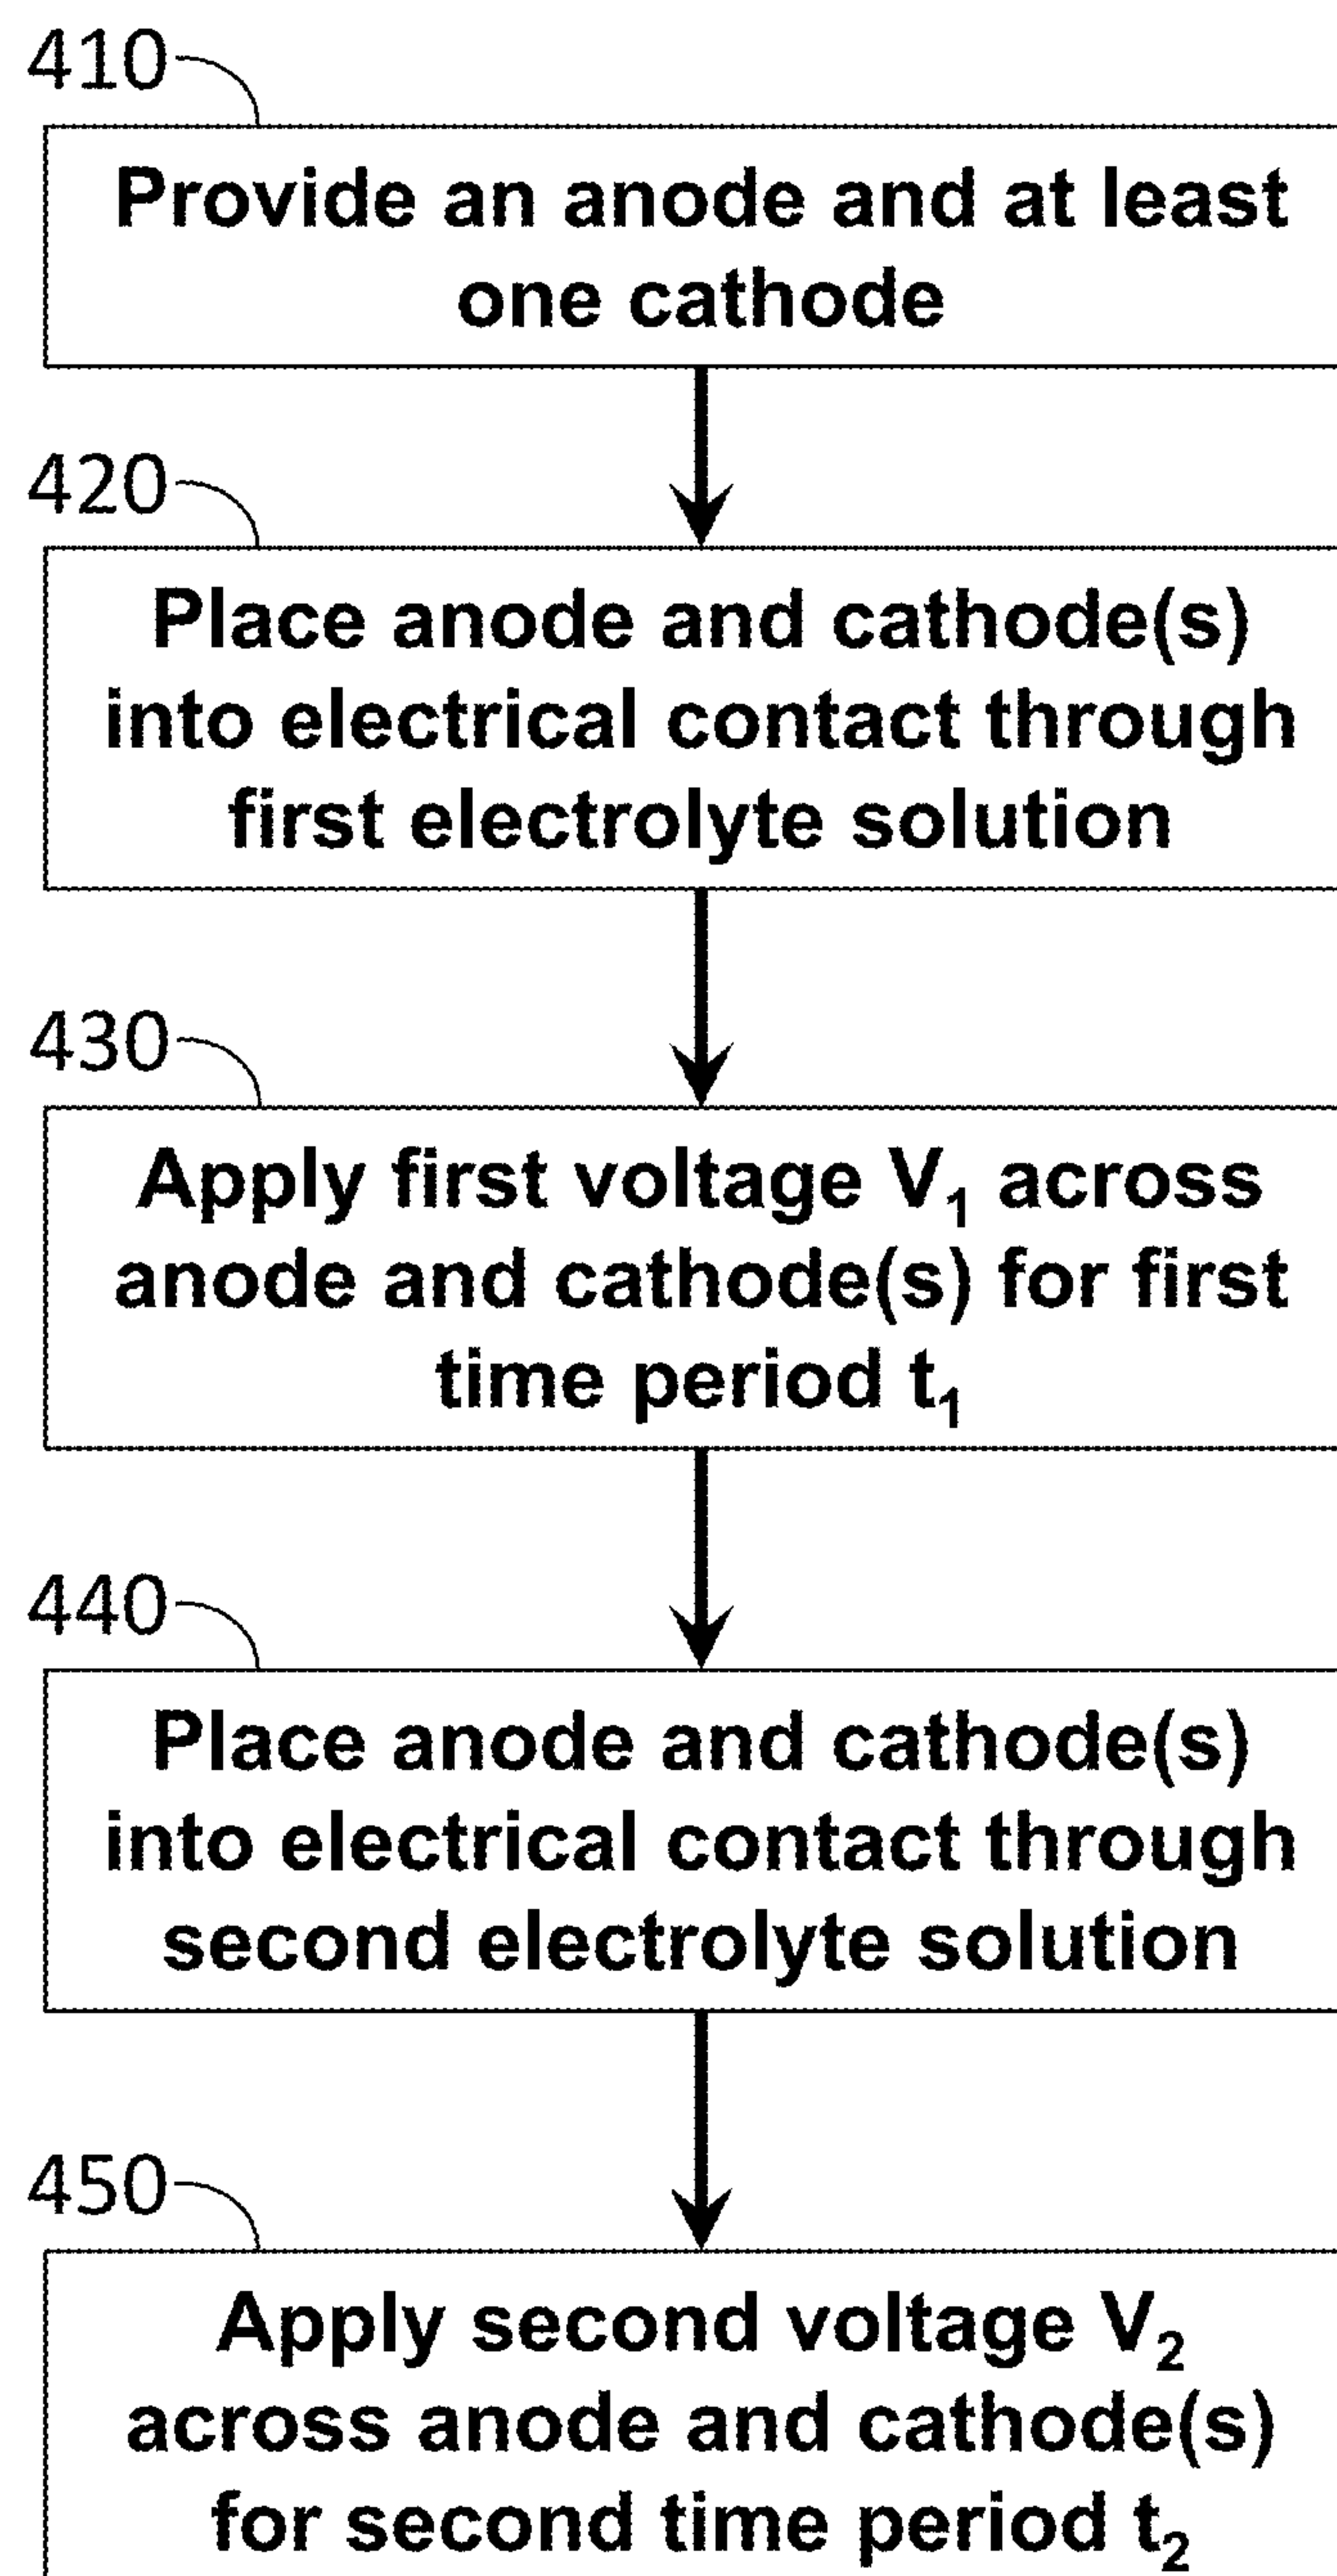 410
Provide an anode and at least
one cathode
420
Place anode and cathode(s)
into electrical contact through
first electrolyte solution
430
Apply first voltage V₁ across
anode and cathode(s) for first
time period t₁
440
Place anode and cathode(s)
into electrical contact through
second electrolyte solution
450
Apply second voltage V₂
across anode and cathode(s)
for second time period t₂